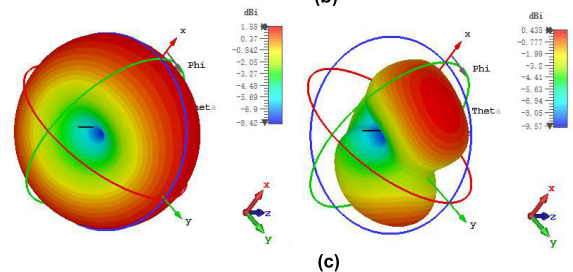 (b)
dBi
1.58
0.37
-0.842
-2.05
-3.27
-4.48
-5.69
-6.9
-8.42
x
Phi
Theta
y
x
z
y
dBi
0.435
-0.777
-1.99
-3.2
-4.41
-5.63
-6.84
-8.05
-9.57
x
Phi
Theta
y
x
z
y
(c)